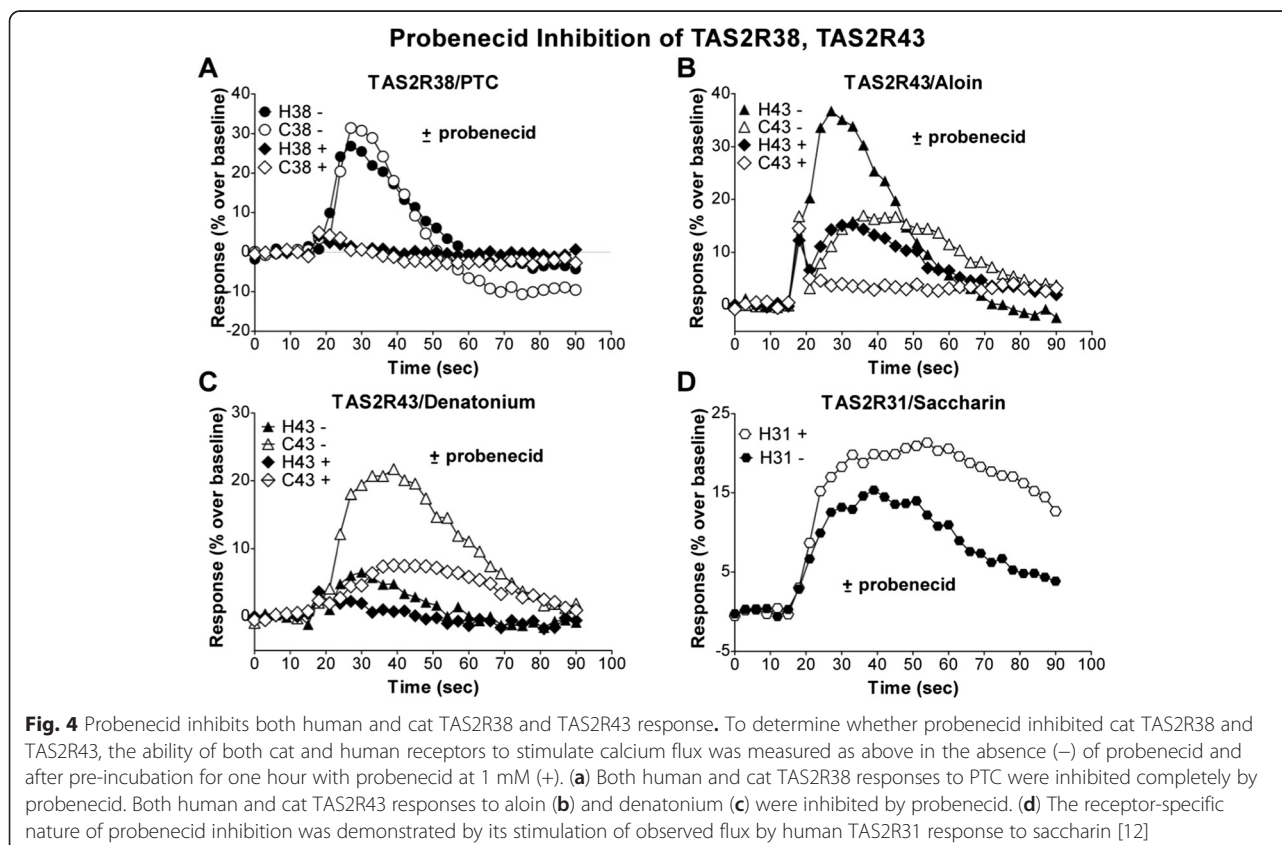 Probenecid Inhibition of TAS2R38, TAS2R43
A
TAS2R38/PTC
H38 -
C38 -
H38 +
C38 +
± probenecid
Response (% over baseline)
40
30
20
10
0
-10
-20
0 10 20 30 40 50 60 70 80 90 100
Time (sec)
B
TAS2R43/Aloin
H43 -
C43 -
H43 +
C43 +
± probenecid
Response (% over baseline)
40
30
20
10
0
0 10 20 30 40 50 60 70 80 90 100
Time (sec)
C
TAS2R43/Denatonium
H43 -
C43 -
H43 +
C43 +
± probenecid
Response (% over baseline)
30
20
10
0
0 10 20 30 40 50 60 70 80 90 100
Time (sec)
D
TAS2R31/Saccharin
H31 +
H31 -
± probenecid
Response (% over baseline)
25
15
5
-5
0 10 20 30 40 50 60 70 80 90 100
Time (sec)
Fig. 4 Probenecid inhibits both human and cat TAS2R38 and TAS2R43 response. To determine whether probenecid inhibited cat TAS2R38 and
TAS2R43, the ability of both cat and human receptors to stimulate calcium flux was measured as above in the absence (−) of probenecid and
after pre-incubation for one hour with probenecid at 1 mM (+). (a) Both human and cat TAS2R38 responses to PTC were inhibited completely by
probenecid. Both human and cat TAS2R43 responses to aloin (b) and denatonium (c) were inhibited by probenecid. (d) The receptor-specific
nature of probenecid inhibition was demonstrated by its stimulation of observed flux by human TAS2R31 response to saccharin [12]